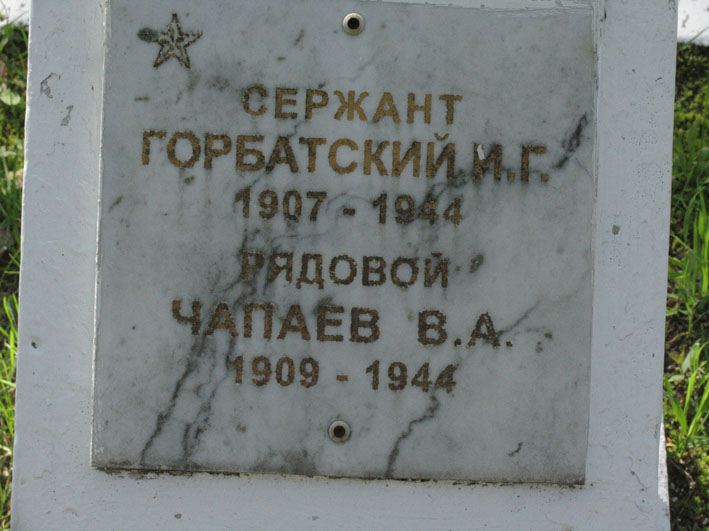 СЕРЖАНТ
ГОРБАТСКИЙ И.Г.
1907 - 1944
РЯДОВОЙ
ЧАПАЕВ В.А.
1909 - 1944